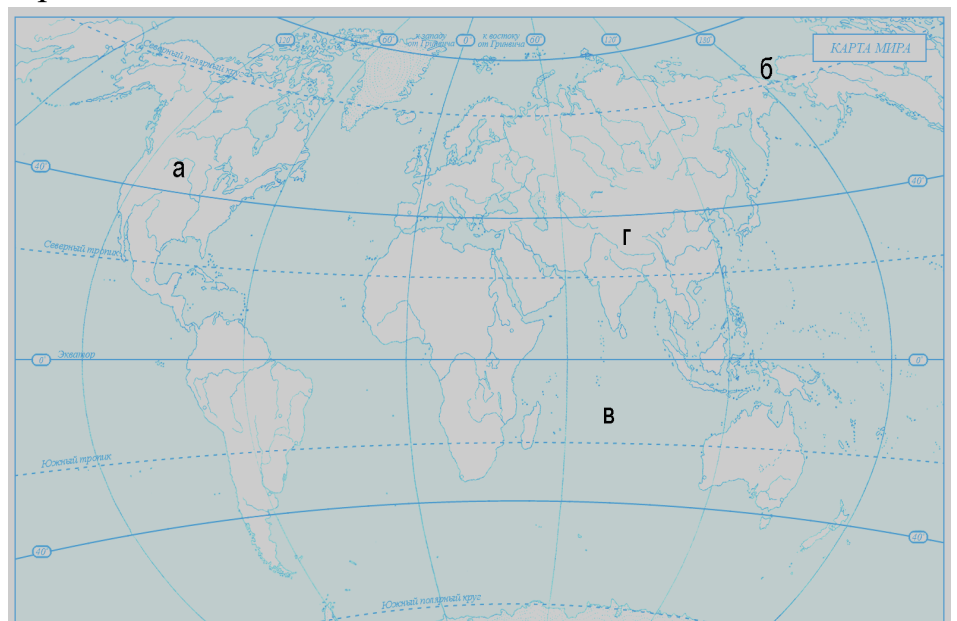 120°
60°
к западу
от Гринвича
0°
к востоку
от Гринвича
60°
120°
180°
КАРТА МИРА
Северный полярный круг
б
а
40°
40°
г
Северный тропик
0°
Экватор
0°
в
Южный тропик
40°
40°
Южный полярный круг